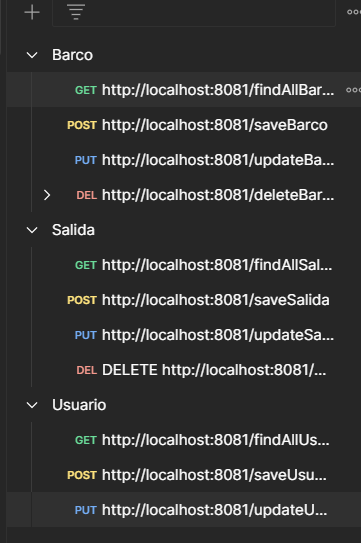 Barco
GET http://localhost:8081/findAllBar...
POST http://localhost:8081/saveBarco
PUT http://localhost:8081/updateBa...
DEL http://localhost:8081/deleteBar...
Salida
GET http://localhost:8081/findAllSal...
POST http://localhost:8081/saveSalida
PUT http://localhost:8081/updateSa...
DEL DELETE http://localhost:8081/...
Usuario
GET http://localhost:8081/findAllUs...
POST http://localhost:8081/saveUsu...
PUT http://localhost:8081/updateU...